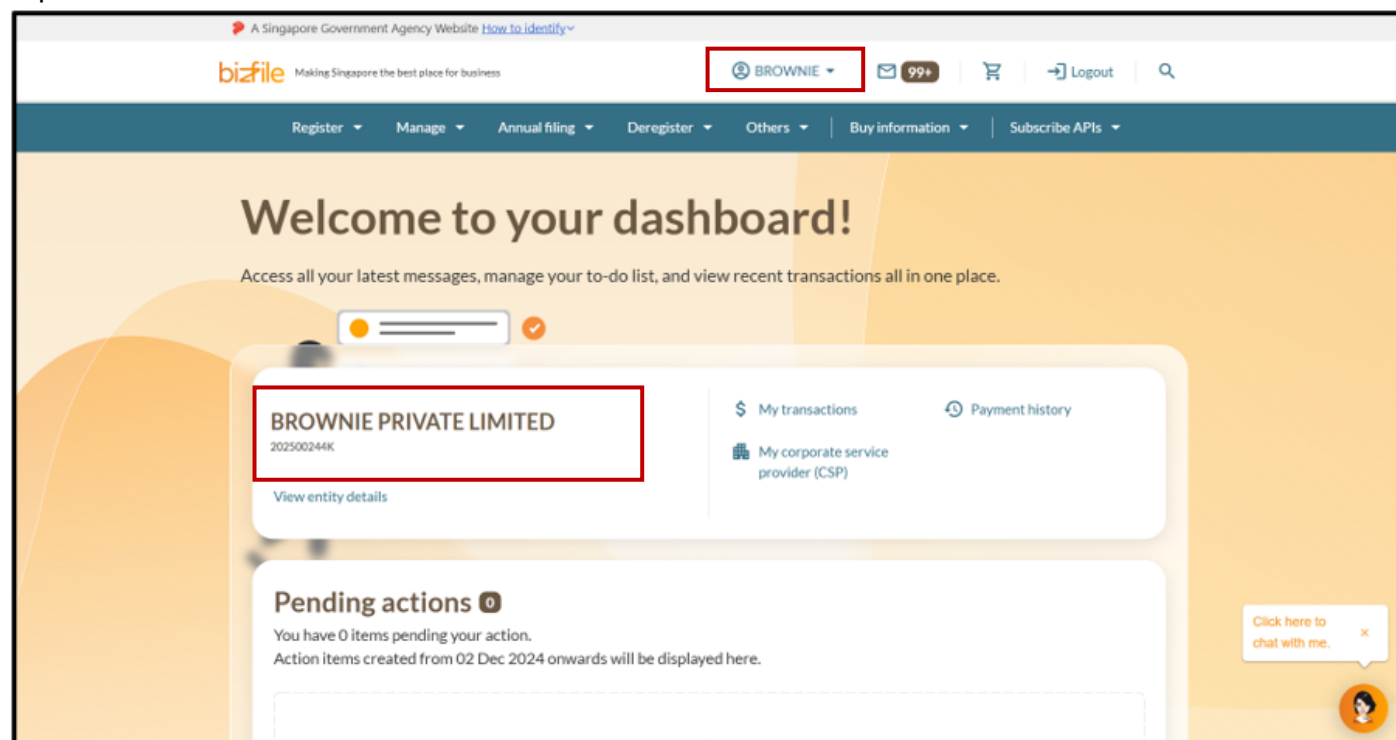 A Singapore Government Agency Website How to identify
bizfile Making Singapore the best place for business
BROWNIE 99+ Logout
Register Manage Annual filing Deregister Others Buy information Subscribe APIs
Welcome to your dashboard!
Access all your latest messages, manage your to-do list, and view recent transactions all in one place.
BROWNIE PRIVATE LIMITED
202500244K
View entity details
$ My transactions
Payment history
My corporate service
provider (CSP)
Pending actions 0
You have 0 items pending your action.
Action items created from 02 Dec 2024 onwards will be displayed here.
Click here to
chat with me. ×